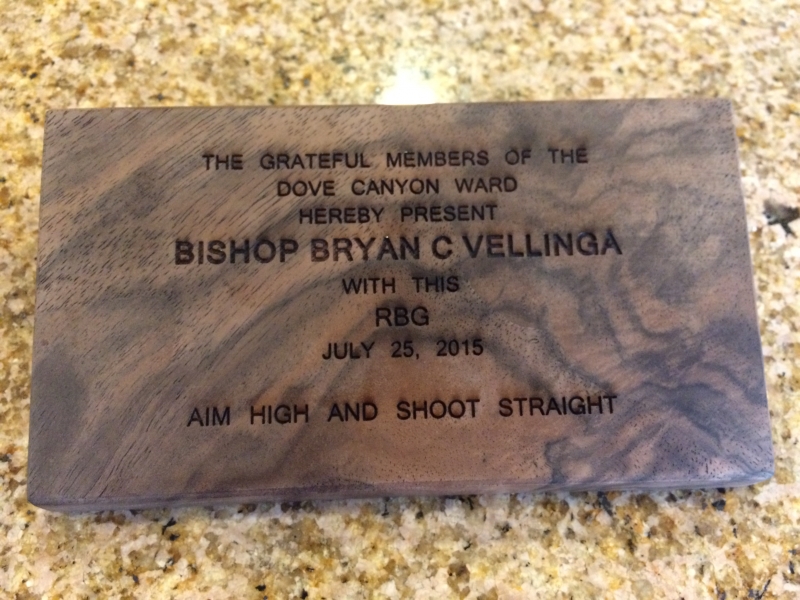 THE GRATEFUL MEMBERS OF THE
DOVE CANYON WARD
HEREBY PRESENT
BISHOP BRYAN C VELLINGA
WITH THIS
RBG
JULY 25, 2015
AIM HIGH AND SHOOT STRAIGHT